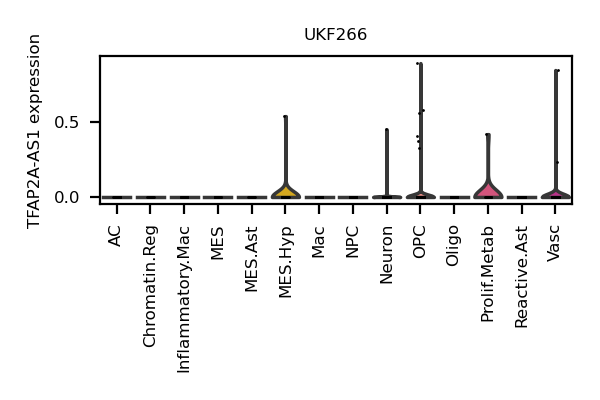 UKF266
TFAP2A-AS1 expression
0.5
0.0
AC
Chromatin.Reg
Inflammatory.Mac
MES
MES.Ast
MES.Hyp
Mac
NPC
Neuron
OPC
Oligo
Prolif.Metab
Reactive.Ast
Vasc